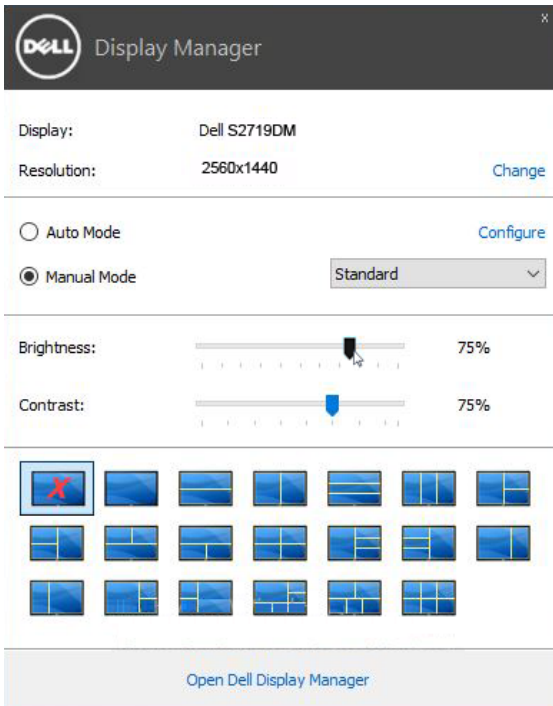 DELL Display Manager x
Display: Dell S2719DM
Resolution: 2560x1440 Change
Auto Mode Configure
Manual Mode Standard
Brightness: 75%
Contrast: 75%
X
Open Dell Display Manager